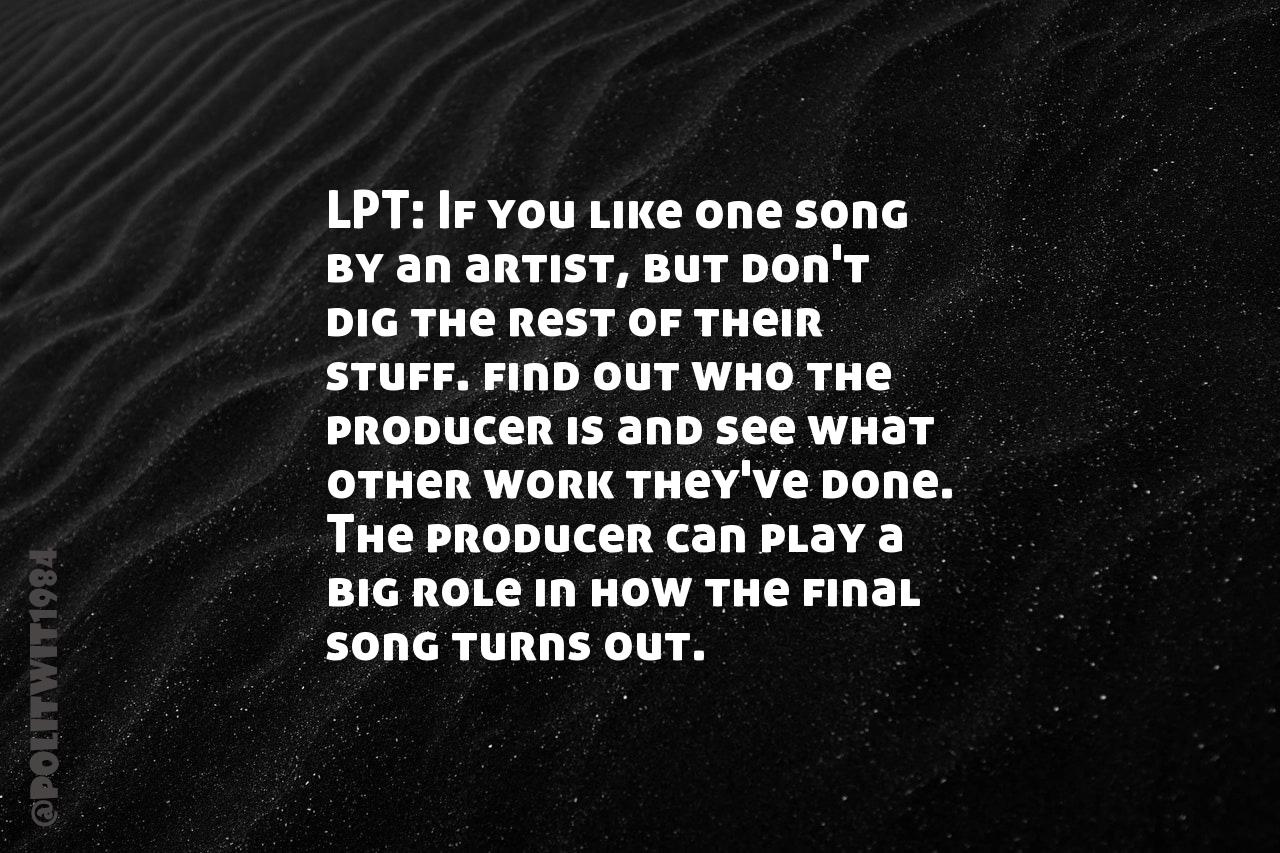 LPT: If you like one song
by an artist, but don't
dig the rest of their
stuff. find out who the
producer is and see what
other work they've done.
The producer can play a
big role in how the final
song turns out.
@politwit1984